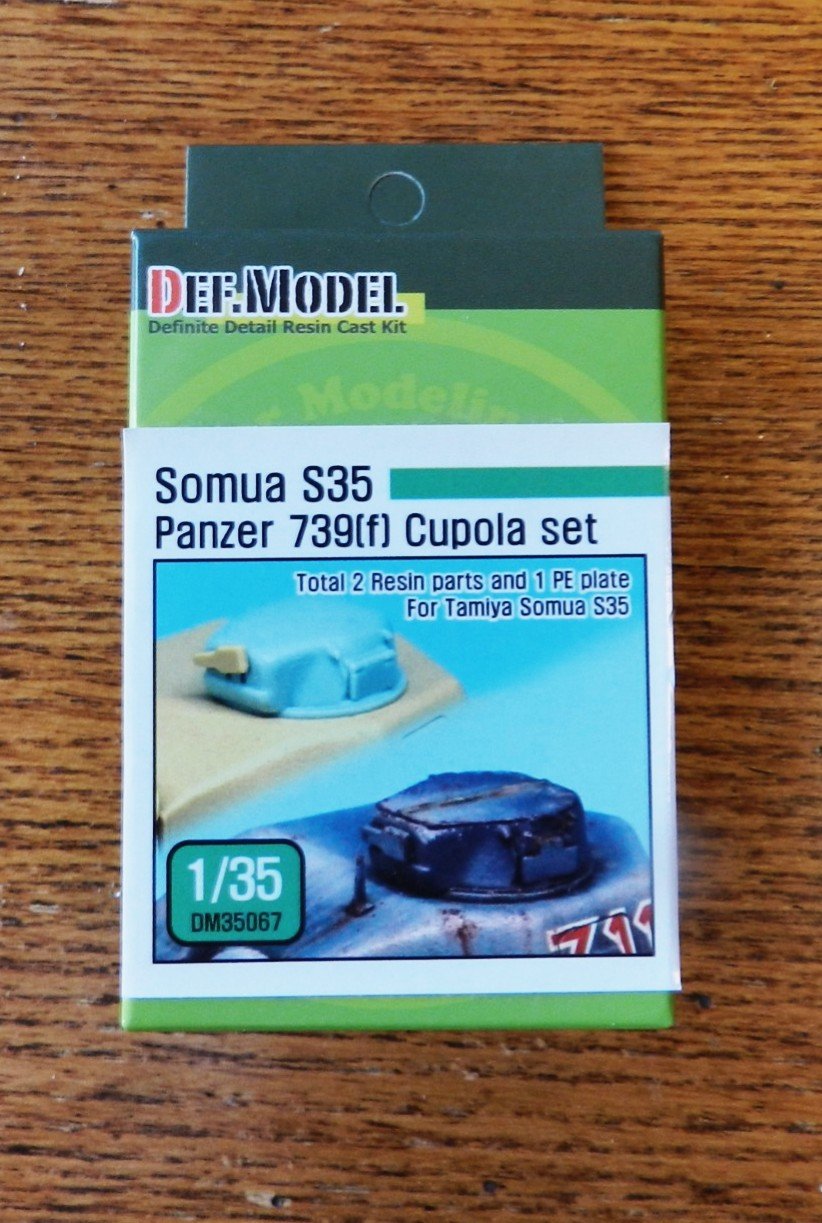 DEF.MODEL
Definite Detail Resin Cast Kit
Modeling
Somua S35
Panzer 739(f) Cupola set
Total 2 Resin parts and 1 PE plate
For Tamiya Somua S35
1/35
DM35067